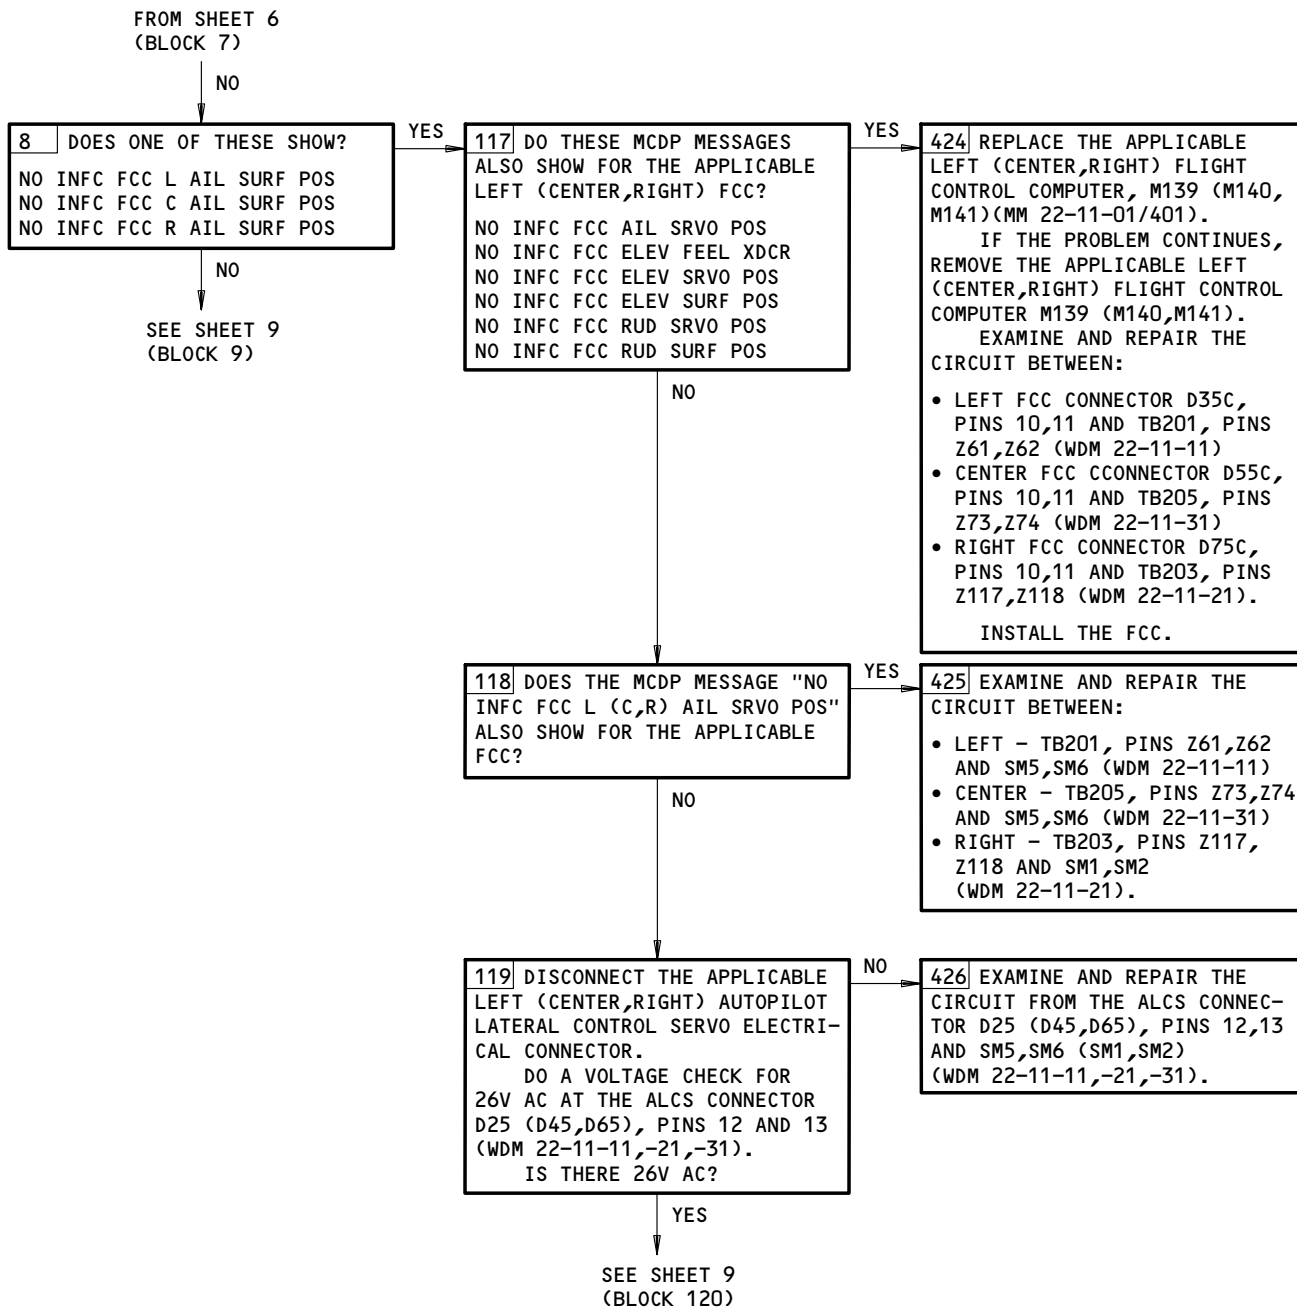 FROM SHEET 6
(BLOCK 7)
NO
8 DOES ONE OF THESE SHOW?
NO INFC FCC L AIL SURF POS
NO INFC FCC C AIL SURF POS
NO INFC FCC R AIL SURF POS
YES
NO
SEE SHEET 9
(BLOCK 9)
117 DO THESE MCDP MESSAGES
ALSO SHOW FOR THE APPLICABLE
LEFT (CENTER,RIGHT) FCC?
NO INFC FCC AIL SRVO POS
NO INFC FCC ELEV FEEL XDCR
NO INFC FCC ELEV SRVO POS
NO INFC FCC ELEV SURF POS
NO INFC FCC RUD SRVO POS
NO INFC FCC RUD SURF POS
YES
NO
424 REPLACE THE APPLICABLE
LEFT (CENTER,RIGHT) FLIGHT
CONTROL COMPUTER, M139 (M140,
M141)(MM 22-11-01/401).
IF THE PROBLEM CONTINUES,
REMOVE THE APPLICABLE LEFT
(CENTER,RIGHT) FLIGHT CONTROL
COMPUTER M139 (M140,M141).
EXAMINE AND REPAIR THE
CIRCUIT BETWEEN:
• LEFT FCC CONNECTOR D35C,
PINS 10,11 AND TB201, PINS
Z61,Z62 (WDM 22-11-11)
• CENTER FCC CCONNECTOR D55C,
PINS 10,11 AND TB205, PINS
Z73,Z74 (WDM 22-11-31)
• RIGHT FCC CONNECTOR D75C,
PINS 10,11 AND TB203, PINS
Z117,Z118 (WDM 22-11-21).
INSTALL THE FCC.
118 DOES THE MCDP MESSAGE "NO
INFC FCC L (C,R) AIL SRVO POS"
ALSO SHOW FOR THE APPLICABLE
FCC?
YES
NO
425 EXAMINE AND REPAIR THE
CIRCUIT BETWEEN:
• LEFT - TB201, PINS Z61,Z62
AND SM5,SM6 (WDM 22-11-11)
• CENTER - TB205, PINS Z73,Z74
AND SM5,SM6 (WDM 22-11-31)
• RIGHT - TB203, PINS Z117,
Z118 AND SM1,SM2
(WDM 22-11-21).
119 DISCONNECT THE APPLICABLE
LEFT (CENTER,RIGHT) AUTOPILOT
LATERAL CONTROL SERVO ELECTRI-
CAL CONNECTOR.
DO A VOLTAGE CHECK FOR
26V AC AT THE ALCS CONNECTOR
D25 (D45,D65), PINS 12 AND 13
(WDM 22-11-11,-21,-31).
IS THERE 26V AC?
NO
YES
426 EXAMINE AND REPAIR THE
CIRCUIT FROM THE ALCS CONNEC-
TOR D25 (D45,D65), PINS 12,13
AND SM5,SM6 (SM1,SM2)
(WDM 22-11-11,-21,-31).
SEE SHEET 9
(BLOCK 120)